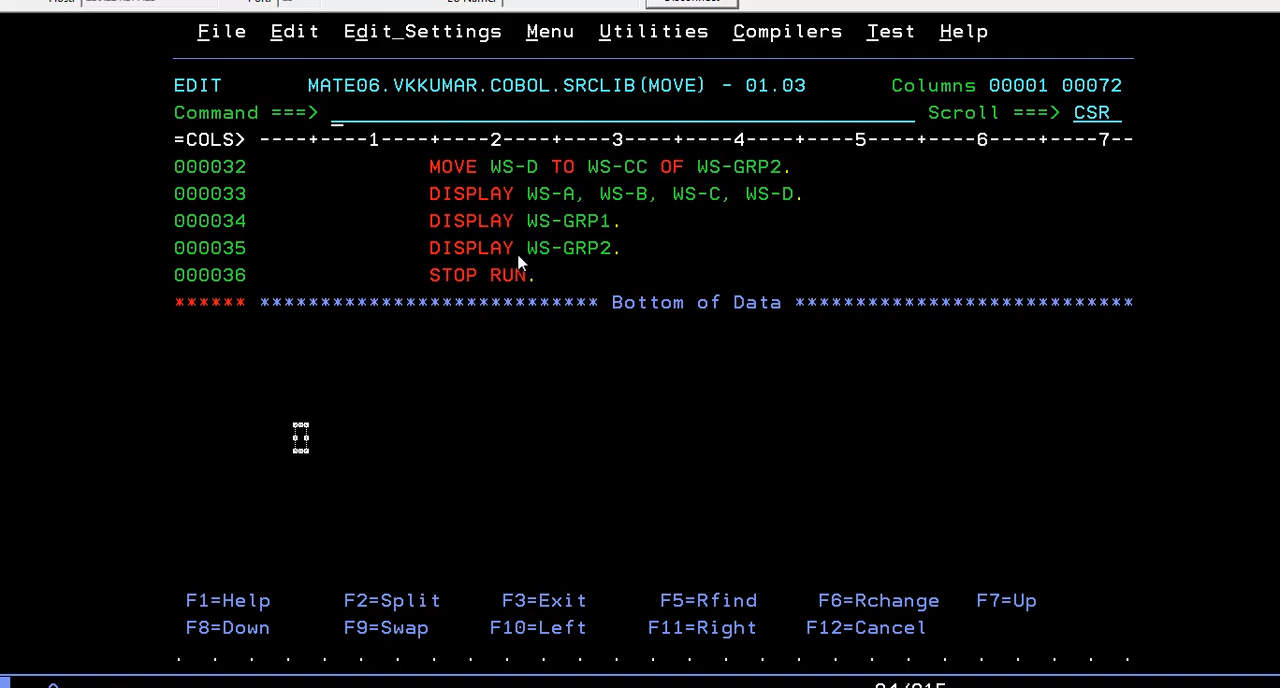 File Edit Edit_Settings Menu Utilities Compilers Test Help
EDIT MATE06.VKKUMAR.COBOL.SRCLIB(MOVE) - 01.03 Columns 00001 00072
Command ===> Scroll ===> CSR
=COLS> ----+----1----+----2----+----3----+----4----+----5----+----6----+----7--
000032 MOVE WS-D TO WS-CC OF WS-GRP2.
000033 DISPLAY WS-A, WS-B, WS-C, WS-D.
000034 DISPLAY WS-GRP1.
000035 DISPLAY WS-GRP2.
000036 STOP RUN.
****** **************************** Bottom of Data ****************************
F1=Help F2=Split F3=Exit F5=Rfind F6=Rchange F7=Up
F8=Down F9=Swap F10=Left F11=Right F12=Cancel
. . . . . . . . . . . . . . . . . . . . . . . . . . .